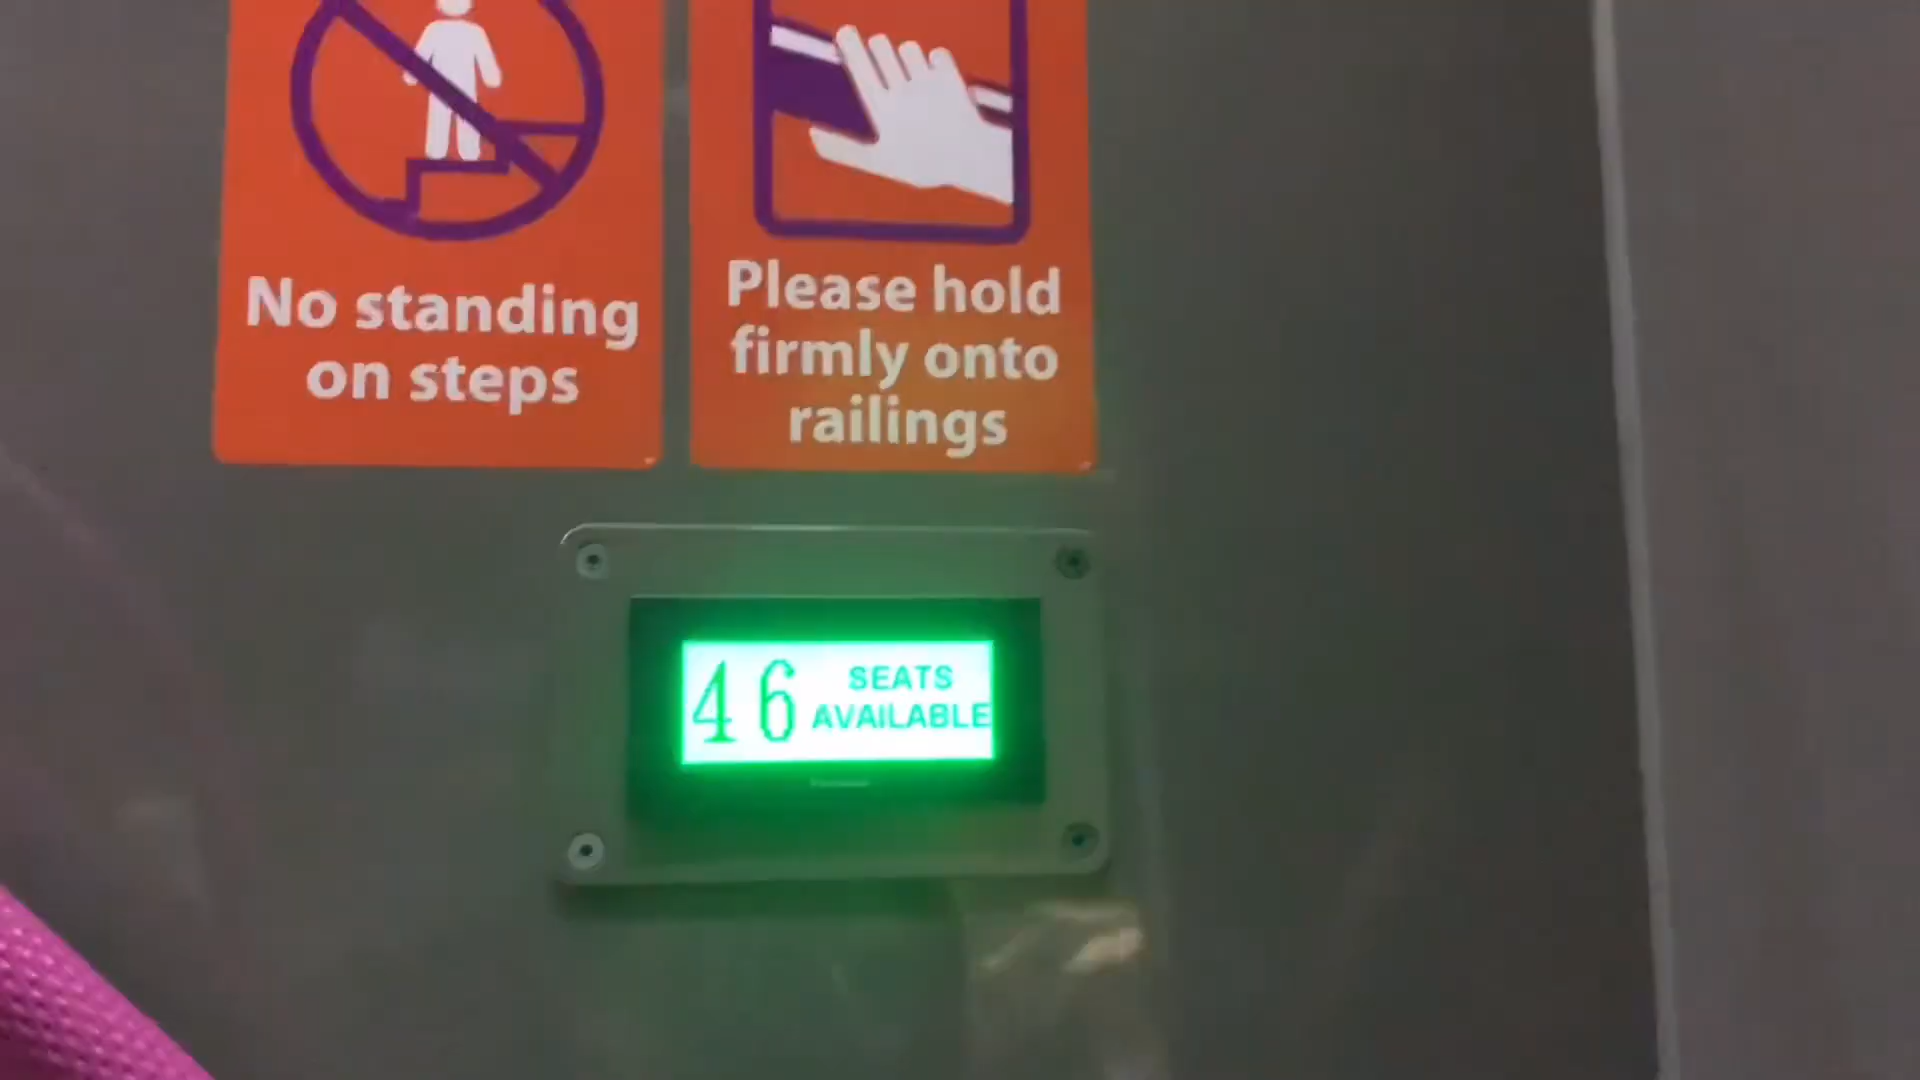 No standing
on steps
Please hold
firmly onto
railings
46 SEATS
AVAILABLE